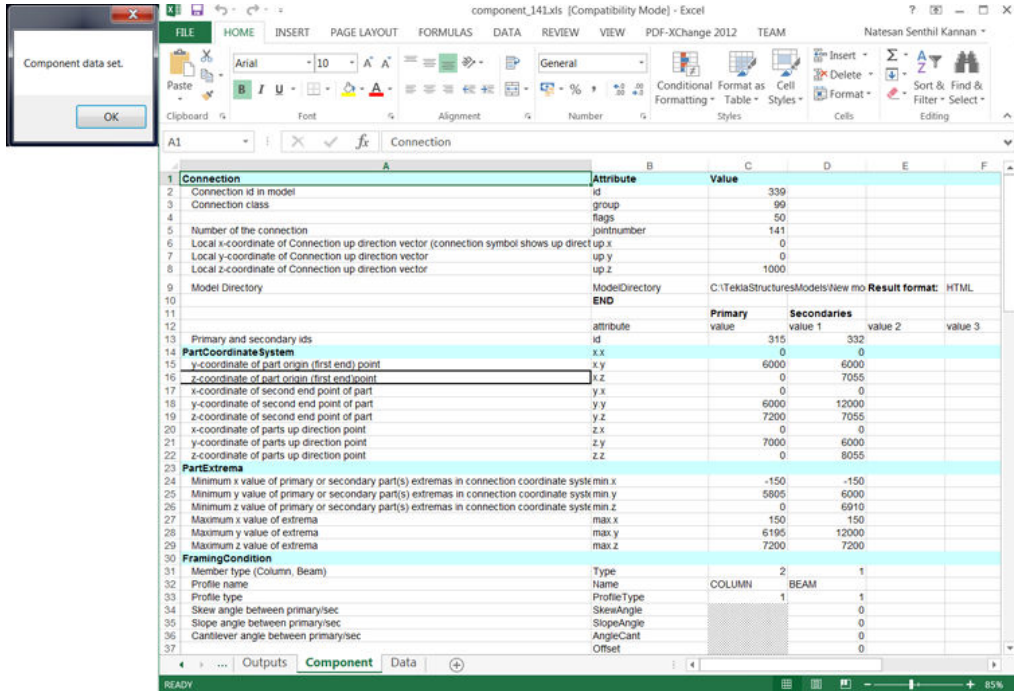 Component data set.
OK
component_141.xls [Compatibility Mode] - Excel
FILE HOME INSERT PAGE LAYOUT FORMULAS DATA REVIEW VIEW PDF-XChange 2012 TEAM Natesan Senthil Kannan
Paste
Arial 10
B I U
General
Conditional Formatting
Format as Table
Cell Styles
Insert
Delete
Format
Sort & Filter
Find & Select
Clipboard Font Alignment Number Styles Cells Editing
A1 fx Connection
A B C D E F
1 Connection Attribute Value
2 Connection id in model id 339
3 Connection class group 99
4 flags 50
5 Number of the connection jointnumber 141
6 Local x-coordinate of Connection up direction vector (connection symbol shows up direct up.x 0
7 Local y-coordinate of Connection up direction vector up.y 0
8 Local z-coordinate of Connection up direction vector up.z 1000
9 Model Directory ModelDirectory C:\TeklaStructuresModels\New mo Result format: HTML
10 END
11 Primary Secondaries
12 attribute value value 1 value 2 value 3
13 Primary and secondary ids id 315 332
14 PartCoordinateSystem x.x 0 0
15 y-coordinate of part origin (first end) point x.y 6000 6000
16 z-coordinate of part origin (first end)point x.z 0 7055
17 x-coordinate of second end point of part y.x 0 0
18 y-coordinate of second end point of part y.y 6000 12000
19 z-coordinate of second end point of part y.z 7200 7055
20 x-coordinate of parts up direction point z.x 0 0
21 y-coordinate of parts up direction point z.y 7000 6000
22 z-coordinate of parts up direction point z.z 0 8055
23 PartExtrema
24 Minimum x value of primary or secondary part(s) extremas in connection coordinate syste min.x -150 -150
25 Minimum y value of primary or secondary part(s) extremas in connection coordinate syste min.y 5805 6000
26 Minimum z value of primary or secondary part(s) extremas in connection coordinate syste min.z 0 6910
27 Maximum x value of extrema max.x 150 150
28 Maximum y value of extrema max.y 6195 12000
29 Maximum z value of extrema max.z 7200 7200
30 FramingCondition
31 Member type (Column, Beam) Type 2 1
32 Profile name Name COLUMN BEAM
33 Profile type ProfileType 1 1
34 Skew angle between primary/sec SkewAngle 0
35 Slope angle between primary/sec SlopeAngle 0
36 Cantilever angle between primary/sec AngleCant 0
37 Offset 0
... Outputs Component Data
READY 85%